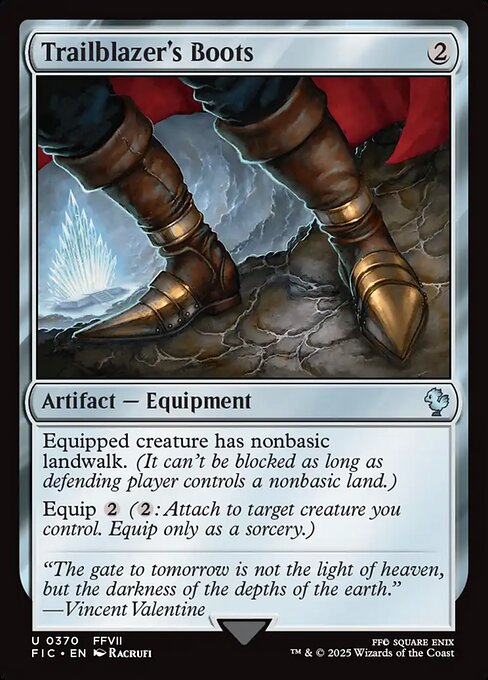 Trailblazer's Boots 2
Artifact — Equipment
Equipped creature has nonbasic
landwalk. (It can't be blocked as long as
defending player controls a nonbasic land.)
Equip 2 (2: Attach to target creature you
control. Equip only as a sorcery.)
“The gate to tomorrow is not the light of heaven,
but the darkness of the depths of the earth.”
—Vincent Valentine
U 0370 FFVII
FIC • EN Racrufi
FF© SQUARE ENIX
™ & © 2025 Wizards of the Coast